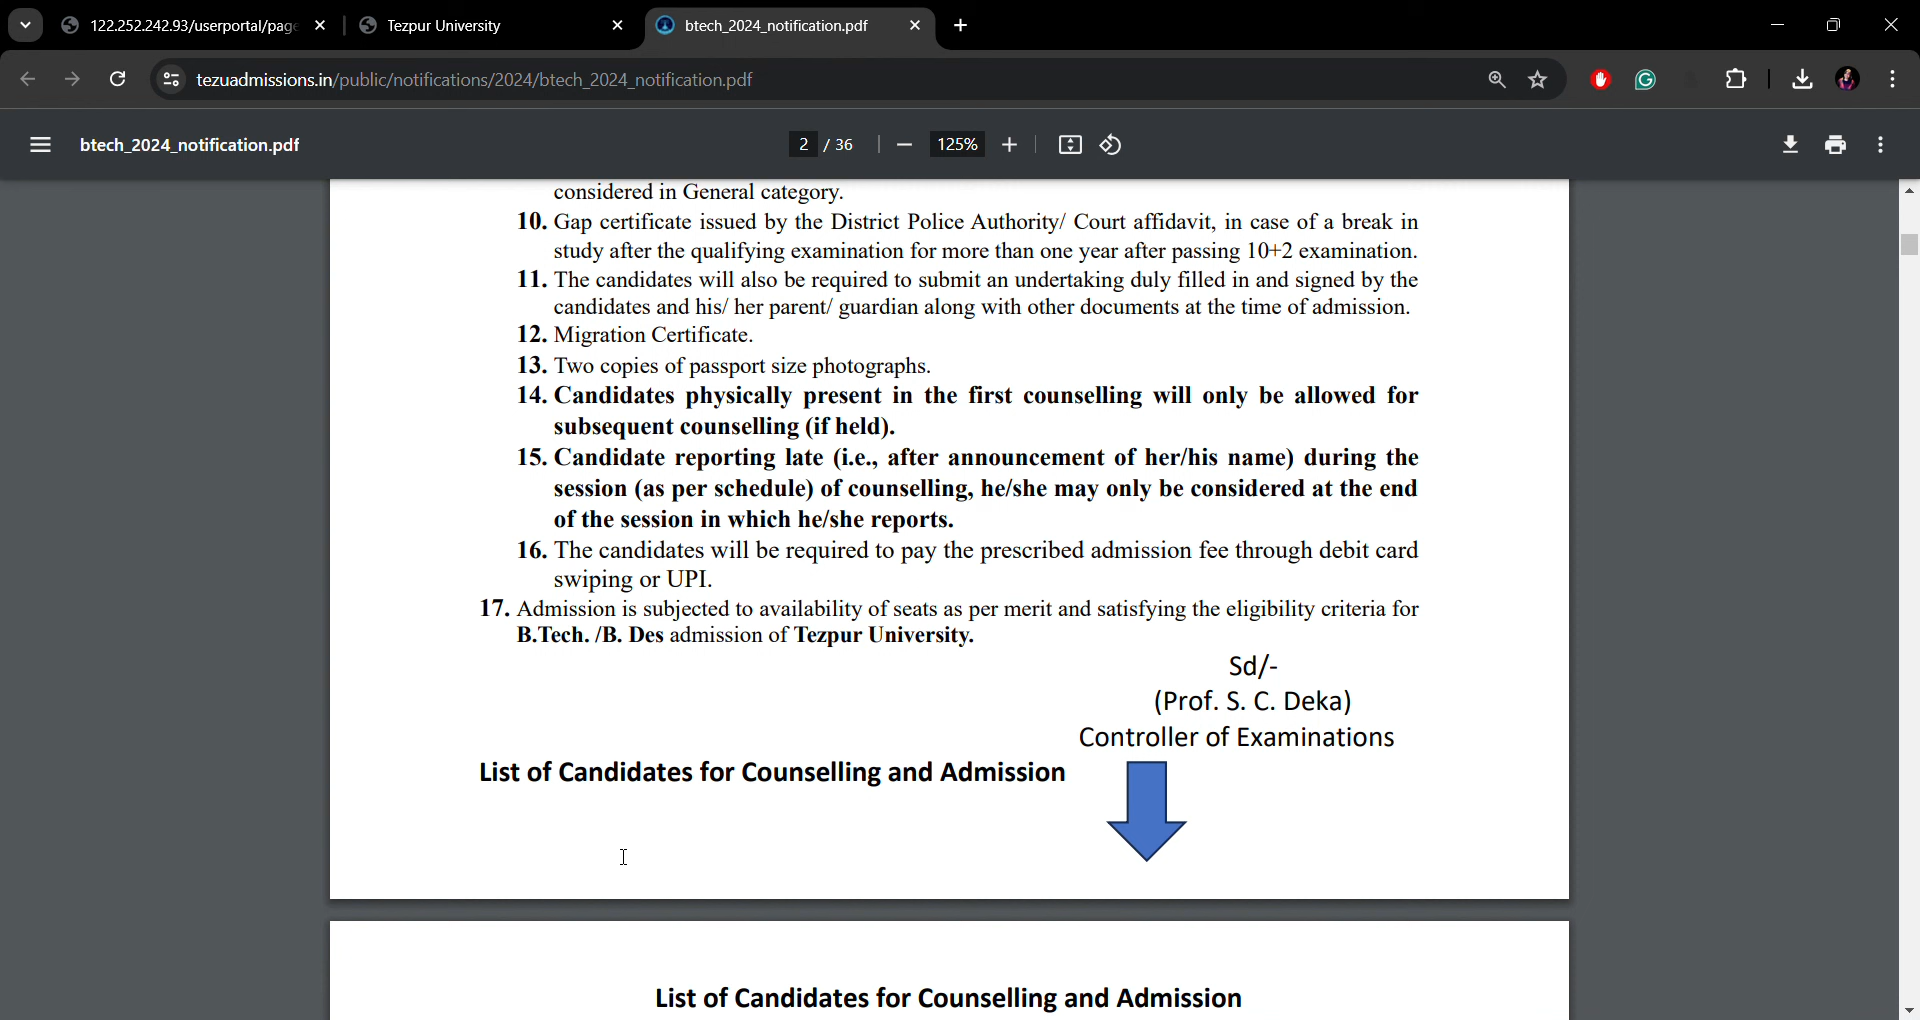 122.252.242.93/userportal/page
Tezpur University
btech_2024_notification.pdf
tezuadmissions.in/public/notifications/2024/btech_2024_notification.pdf
btech_2024_notification.pdf
2 / 36
125%
considered in General category.
10. Gap certificate issued by the District Police Authority/ Court affidavit, in case of a break in
study after the qualifying examination for more than one year after passing 10+2 examination.
11. The candidates will also be required to submit an undertaking duly filled in and signed by the
candidates and his/ her parent/ guardian along with other documents at the time of admission.
12. Migration Certificate.
13. Two copies of passport size photographs.
14. Candidates physically present in the first counselling will only be allowed for
subsequent counselling (if held).
15. Candidate reporting late (i.e., after announcement of her/his name) during the
session (as per schedule) of counselling, he/she may only be considered at the end
of the session in which he/she reports.
16. The candidates will be required to pay the prescribed admission fee through debit card
swiping or UPI.
17. Admission is subjected to availability of seats as per merit and satisfying the eligibility criteria for
B.Tech. /B. Des admission of Tezpur University.
Sd/-
(Prof. S. C. Deka)
Controller of Examinations
List of Candidates for Counselling and Admission
List of Candidates for Counselling and Admission